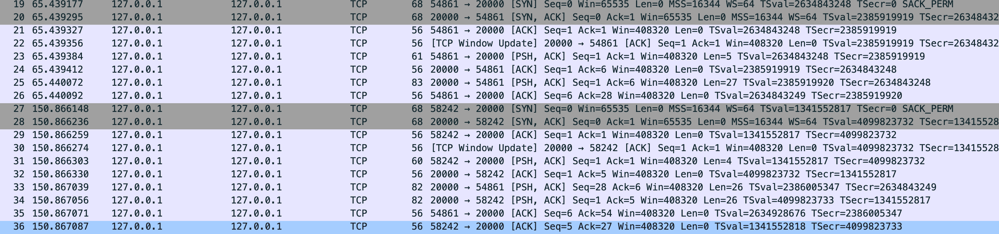 19 65.439177 127.0.0.1 127.0.0.1 TCP 68 54861 → 20000 [SYN] Seq=0 Win=65535 Len=0 MSS=16344 WS=64 TSval=2634843248 TSecr=0 SACK_PERM
20 65.439295 127.0.0.1 127.0.0.1 TCP 68 20000 → 54861 [SYN, ACK] Seq=0 Ack=1 Win=65535 Len=0 MSS=16344 WS=64 TSval=2385919919 TSecr=26348432
21 65.439327 127.0.0.1 127.0.0.1 TCP 56 54861 → 20000 [ACK] Seq=1 Ack=1 Win=408320 Len=0 TSval=2634843248 TSecr=2385919919
22 65.439356 127.0.0.1 127.0.0.1 TCP 56 [TCP Window Update] 20000 → 54861 [ACK] Seq=1 Ack=1 Win=408320 Len=0 TSval=2385919919 TSecr=26348432
23 65.439384 127.0.0.1 127.0.0.1 TCP 61 54861 → 20000 [PSH, ACK] Seq=1 Ack=1 Win=408320 Len=5 TSval=2634843248 TSecr=2385919919
24 65.439412 127.0.0.1 127.0.0.1 TCP 56 20000 → 54861 [ACK] Seq=1 Ack=6 Win=408320 Len=0 TSval=2385919919 TSecr=2634843248
25 65.440072 127.0.0.1 127.0.0.1 TCP 83 20000 → 54861 [PSH, ACK] Seq=1 Ack=6 Win=408320 Len=27 TSval=2385919920 TSecr=2634843248
26 65.440092 127.0.0.1 127.0.0.1 TCP 56 54861 → 20000 [ACK] Seq=6 Ack=28 Win=408320 Len=0 TSval=2634843249 TSecr=2385919920
27 150.866148 127.0.0.1 127.0.0.1 TCP 68 58242 → 20000 [SYN] Seq=0 Win=65535 Len=0 MSS=16344 WS=64 TSval=1341552817 TSecr=0 SACK_PERM
28 150.866236 127.0.0.1 127.0.0.1 TCP 68 20000 → 58242 [SYN, ACK] Seq=0 Ack=1 Win=65535 Len=0 MSS=16344 WS=64 TSval=4099823732 TSecr=13415528
29 150.866259 127.0.0.1 127.0.0.1 TCP 56 58242 → 20000 [ACK] Seq=1 Ack=1 Win=408320 Len=0 TSval=1341552817 TSecr=4099823732
30 150.866274 127.0.0.1 127.0.0.1 TCP 56 [TCP Window Update] 20000 → 58242 [ACK] Seq=1 Ack=1 Win=408320 Len=0 TSval=4099823732 TSecr=13415528
31 150.866303 127.0.0.1 127.0.0.1 TCP 60 58242 → 20000 [PSH, ACK] Seq=1 Ack=1 Win=408320 Len=4 TSval=1341552817 TSecr=4099823732
32 150.866330 127.0.0.1 127.0.0.1 TCP 56 20000 → 58242 [ACK] Seq=1 Ack=5 Win=408320 Len=0 TSval=4099823732 TSecr=1341552817
33 150.867039 127.0.0.1 127.0.0.1 TCP 82 20000 → 54861 [PSH, ACK] Seq=28 Ack=6 Win=408320 Len=26 TSval=2386005347 TSecr=2634843249
34 150.867056 127.0.0.1 127.0.0.1 TCP 82 20000 → 58242 [PSH, ACK] Seq=1 Ack=5 Win=408320 Len=26 TSval=4099823733 TSecr=1341552817
35 150.867071 127.0.0.1 127.0.0.1 TCP 56 54861 → 20000 [ACK] Seq=6 Ack=54 Win=408320 Len=0 TSval=2634928676 TSecr=2386005347
36 150.867087 127.0.0.1 127.0.0.1 TCP 56 58242 → 20000 [ACK] Seq=5 Ack=27 Win=408320 Len=0 TSval=1341552818 TSecr=4099823733